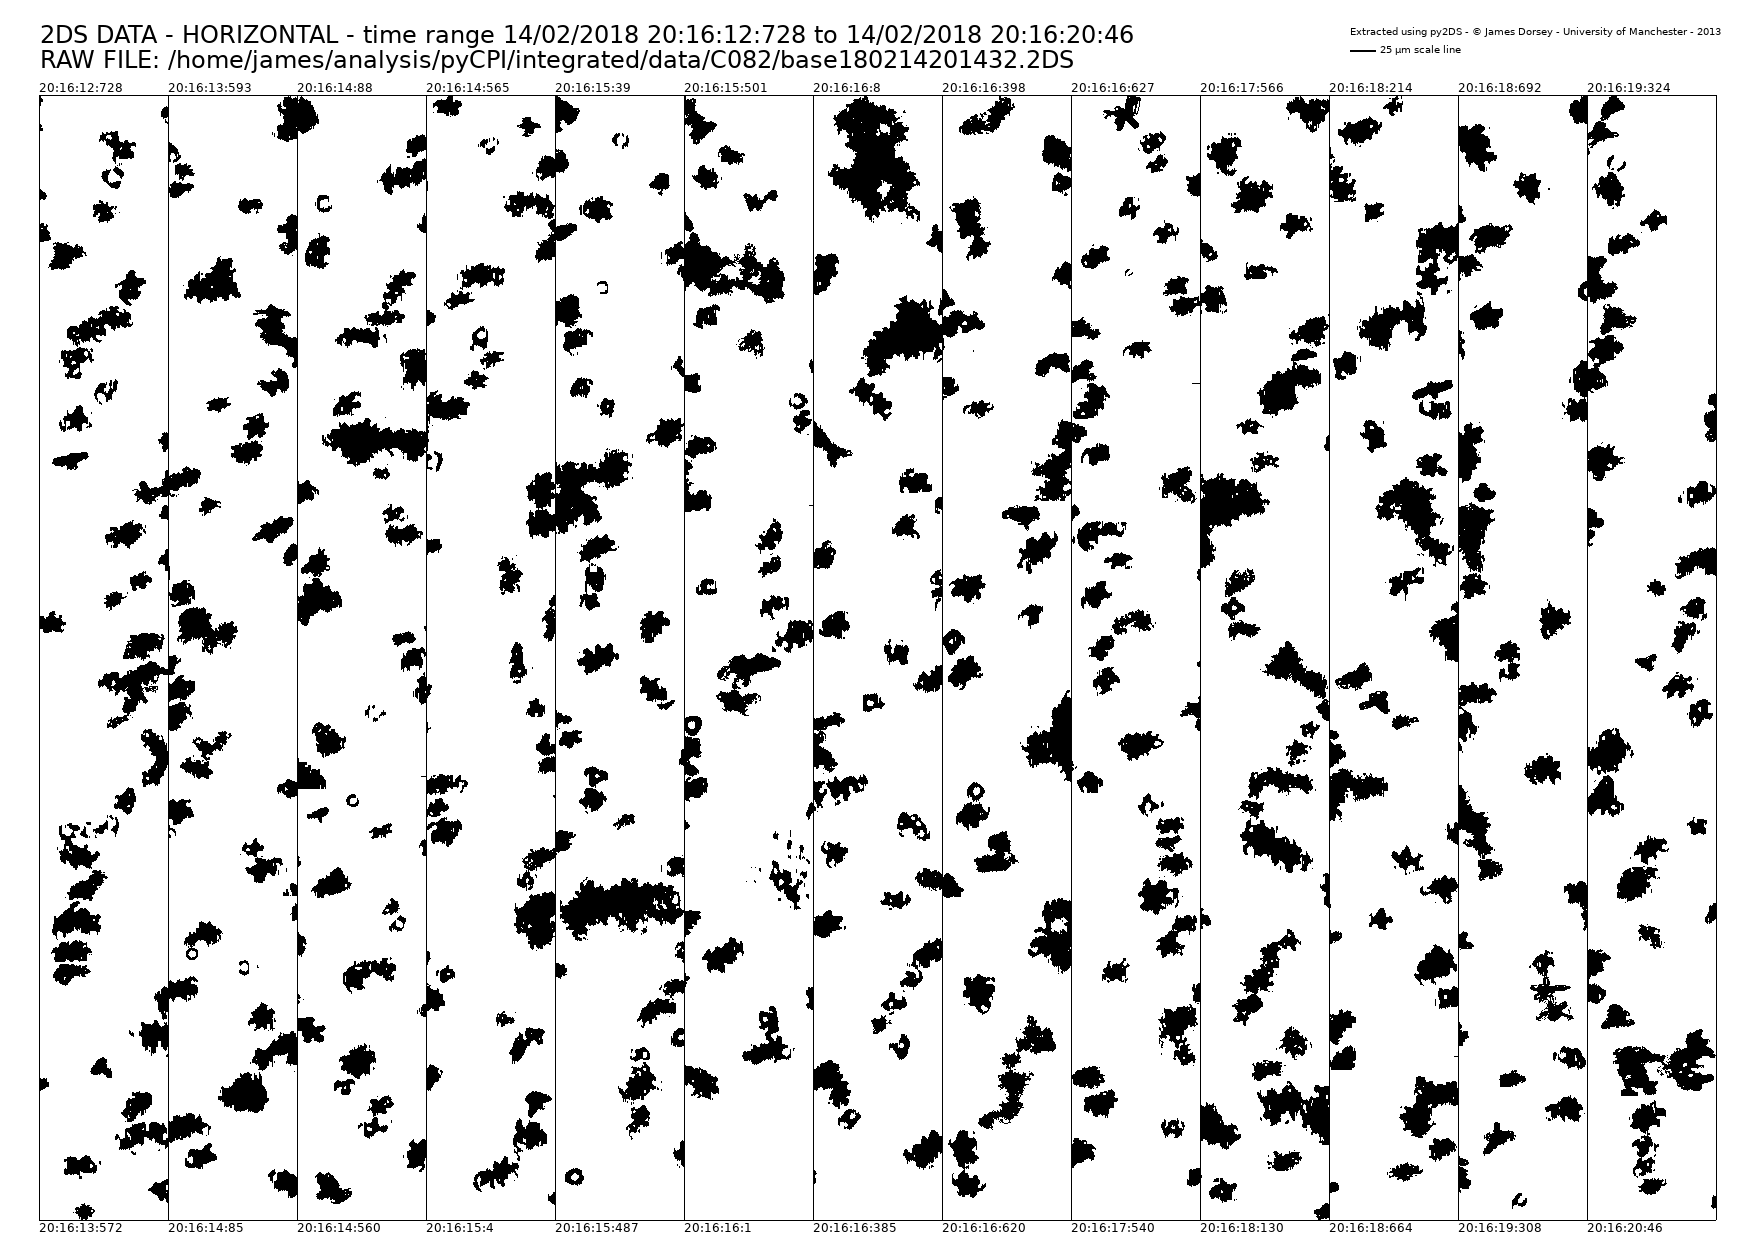 2DS DATA - HORIZONTAL - time range 14/02/2018 20:16:12:728 to 14/02/2018 20:16:20:46
RAW FILE: /home/james/analysis/pyCPI/integrated/data/C082/base180214201432.2DS
Extracted using py2DS - © James Dorsey - University of Manchester - 2013
25 µm scale line
20:16:12:728 20:16:13:593 20:16:14:88 20:16:14:565 20:16:15:39 20:16:15:501 20:16:16:8 20:16:16:398 20:16:16:627 20:16:17:566 20:16:18:214 20:16:18:692 20:16:19:324
20:16:13:572 20:16:14:85 20:16:14:560 20:16:15:4 20:16:15:487 20:16:16:1 20:16:16:385 20:16:16:620 20:16:17:540 20:16:18:130 20:16:18:664 20:16:19:308 20:16:20:46